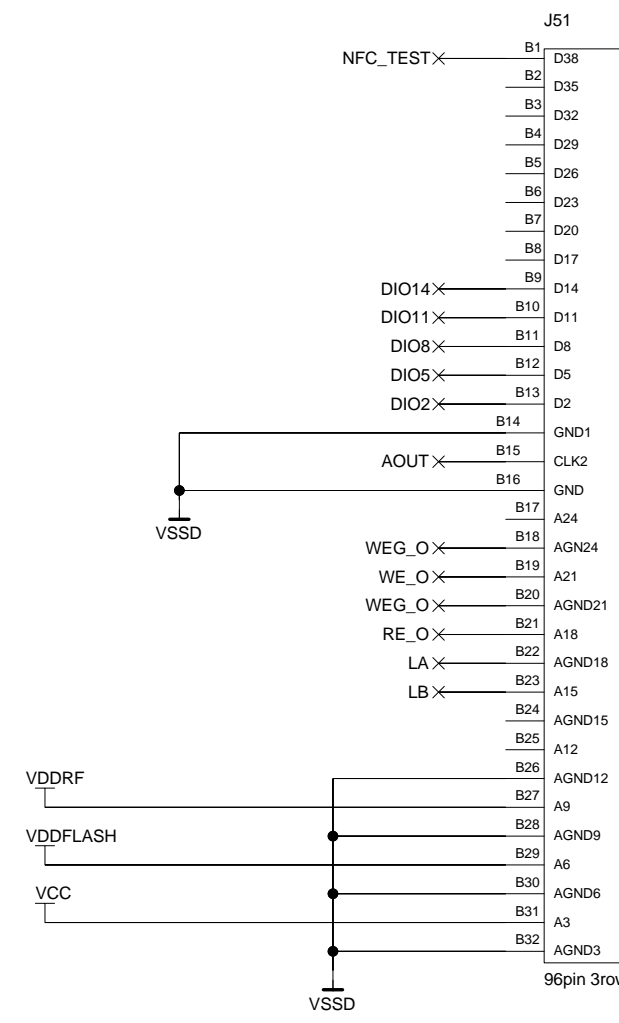 J51
NFC_TEST B1 D38
B2 D35
B3 D32
B4 D29
B5 D26
B6 D23
B7 D20
B8 D17
DIO14 B9 D14
DIO11 B10 D11
DIO8 B11 D8
DIO5 B12 D5
DIO2 B13 D2
B14 GND1
AOUT B15 CLK2
B16 GND
VSSD
B17 A24
WEG_O B18 AGN24
WE_O B19 A21
WEG_O B20 AGND21
RE_O B21 A18
LA B22 AGND18
LB B23 A15
B24 AGND15
B25 A12
B26 AGND12
VDDRF B27 A9
B28 AGND9
VDDFLASH B29 A6
B30 AGND6
VCC B31 A3
B32 AGND3
96pin 3row
VSSD